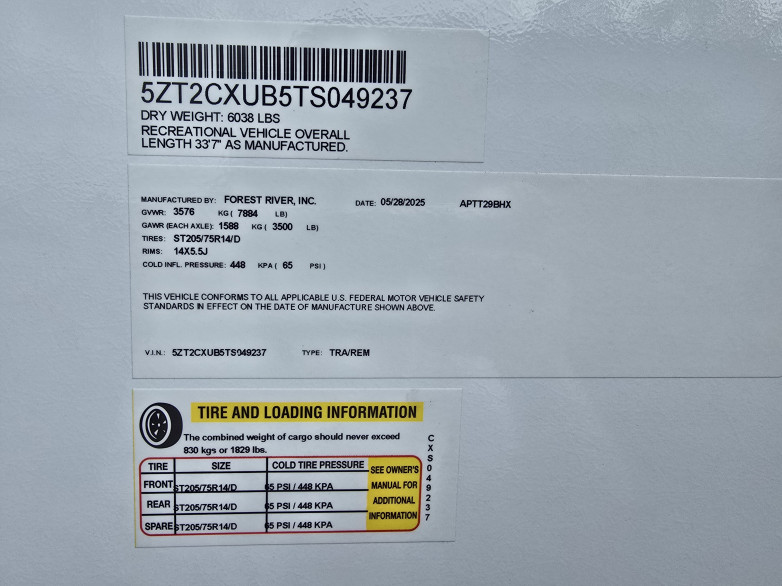 5ZT2CXUB5TS049237
DRY WEIGHT: 6038 LBS
RECREATIONAL VEHICLE OVERALL
LENGTH 33'7" AS MANUFACTURED.
MANUFACTURED BY: FOREST RIVER, INC. DATE: 05/28/2025 APTT29BHX
GVWR: 3576 KG ( 7884 LB)
GAWR (EACH AXLE): 1588 KG ( 3500 LB)
TIRES: ST205/75R14/D
RIMS: 14X5.5J
COLD INFL. PRESSURE: 448 KPA ( 65 PSI )
THIS VEHICLE CONFORMS TO ALL APPLICABLE U.S. FEDERAL MOTOR VEHICLE SAFETY
STANDARDS IN EFFECT ON THE DATE OF MANUFACTURE SHOWN ABOVE.
V.I.N.: 5ZT2CXUB5TS049237 TYPE: TRA/REM
TIRE AND LOADING INFORMATION
The combined weight of cargo should never exceed
830 kgs or 1829 lbs.
TIRE SIZE COLD TIRE PRESSURE
FRONT ST205/75R14/D 65 PSI / 448 KPA
REAR ST205/75R14/D 65 PSI / 448 KPA
SPARE ST205/75R14/D 65 PSI / 448 KPA
SEE OWNER'S
MANUAL FOR
ADDITIONAL
INFORMATION
CXS049237